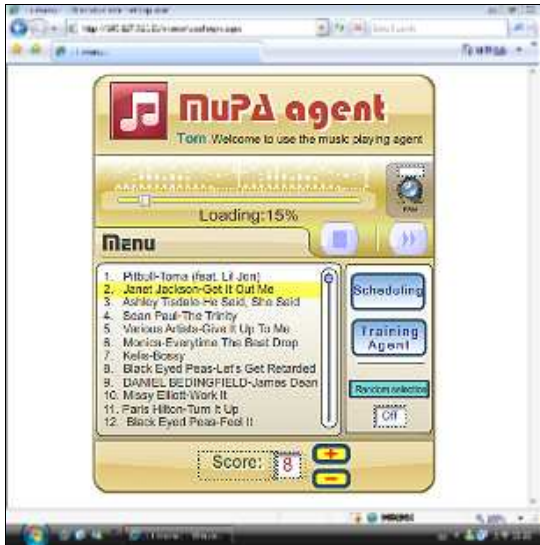 MuPA agent
Tom Welcome to use the music playing agent
Loading:15%
Menu
1. Pitbull-Toma (feat. Lil Jon)
2. Janet Jackson-Get It Out Me
3. Ashley Tisdale-He Said, She Said
4. Sean Paul-The Trinity
5. Various Artists-Give It Up To Me
6. Monica-Everytime The Beat Drop
7. Kelis-Bossy
8. Black Eyed Peas-Let's Get Retarded
9. DANIEL BEDINGFIELD-James Dean
10. Missy Elliott-Work It
11. Paris Hilton-Turn It Up
12. Black Eyed Peas-Feel It
Scheduling
Training
Agent
Random selection
Off
Score: 8